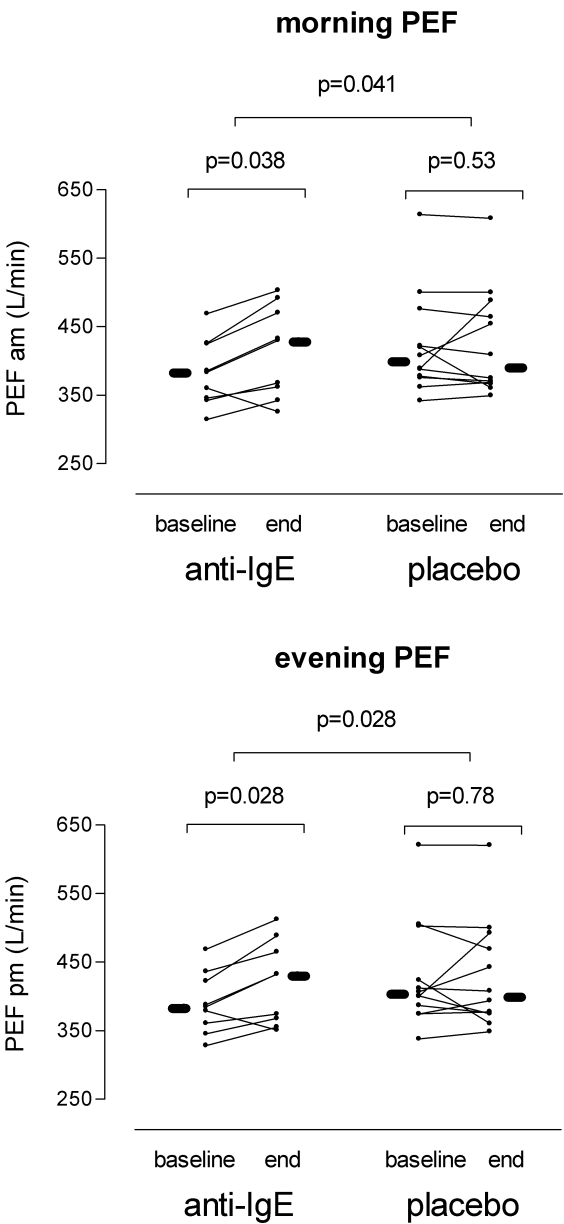 morning PEF
p=0.041
p=0.038 p=0.53
650
550
450
350
250
PEF am (L/min)
baseline end baseline end
anti-IgE placebo
evening PEF
p=0.028
p=0.028 p=0.78
650
550
450
350
250
PEF pm (L/min)
baseline end baseline end
anti-IgE placebo